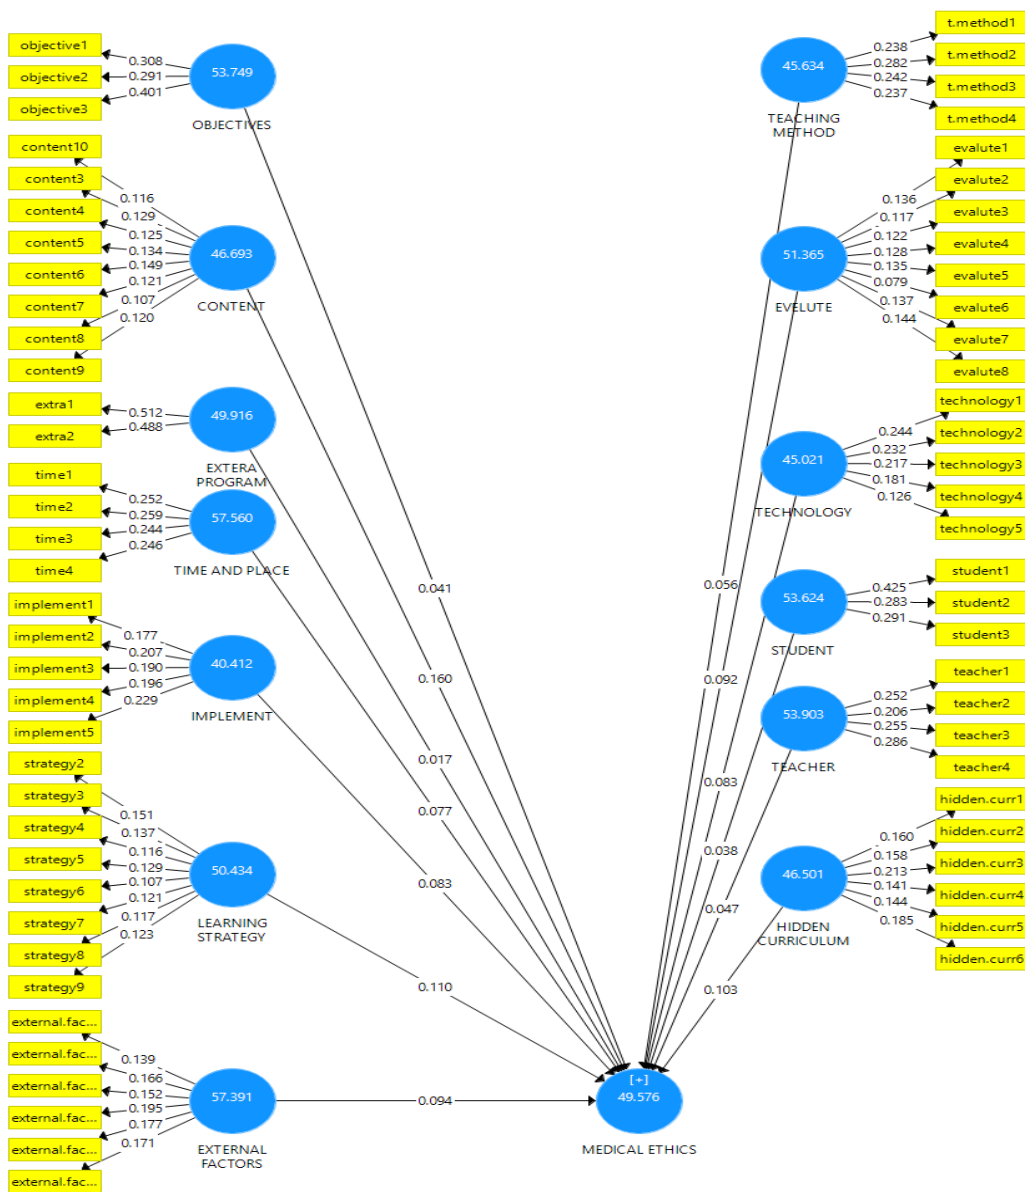 objective1
objective2
objective3
0.308
0.291
0.401
53.749
OBJECTIVES
content10
content3
content4
content5
content6
content7
content8
content9
0.116
0.129
0.125
0.134
0.149
0.121
0.107
0.120
46.693
CONTENT
extra1
extra2
0.512
0.488
49.916
EXTERA
PROGRAM
time1
time2
time3
time4
0.252
0.259
0.244
0.246
57.560
TIME AND PLACE
implement1
implement2
implement3
implement4
implement5
0.177
0.207
0.190
0.196
0.229
40.412
IMPLEMENT
strategy2
strategy3
strategy4
strategy5
strategy6
strategy7
strategy8
strategy9
0.151
0.137
0.116
0.129
0.107
0.121
0.117
0.123
50.434
LEARNING
STRATEGY
external.fac...
external.fac...
external.fac...
external.fac...
external.fac...
external.fac...
0.139
0.166
0.152
0.195
0.177
0.171
57.391
EXTERNAL
FACTORS
0.041
0.160
0.017
0.077
0.083
0.110
0.094
0.056
0.092
0.083
0.038
0.047
0.103
[+]
49.576
MEDICAL ETHICS
45.634
TEACHING
METHOD
0.238
0.282
0.242
0.237
t.method1
t.method2
t.method3
t.method4
51.365
EVELUTE
0.136
0.117
0.122
0.128
0.135
0.079
0.137
0.144
evalute1
evalute2
evalute3
evalute4
evalute5
evalute6
evalute7
evalute8
45.021
TECHNOLOGY
0.244
0.232
0.217
0.181
0.126
technology1
technology2
technology3
technology4
technology5
53.624
STUDENT
0.425
0.283
0.291
student1
student2
student3
53.903
TEACHER
0.252
0.206
0.255
0.286
teacher1
teacher2
teacher3
teacher4
46.501
HIDDEN
CURRICULUM
0.160
0.158
0.213
0.141
0.144
0.185
hidden.curr1
hidden.curr2
hidden.curr3
hidden.curr4
hidden.curr5
hidden.curr6